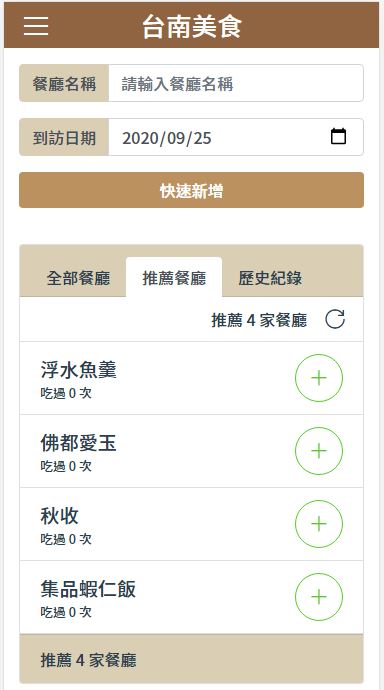 台南美食
餐廳名稱 請輸入餐廳名稱
到訪日期 2020/09/25
快速新增
全部餐廳 推薦餐廳 歷史紀錄
推薦 4 家餐廳
浮水魚羹
吃過 0 次
佛都愛玉
吃過 0 次
秋收
吃過 0 次
集品蝦仁飯
吃過 0 次
推薦 4 家餐廳